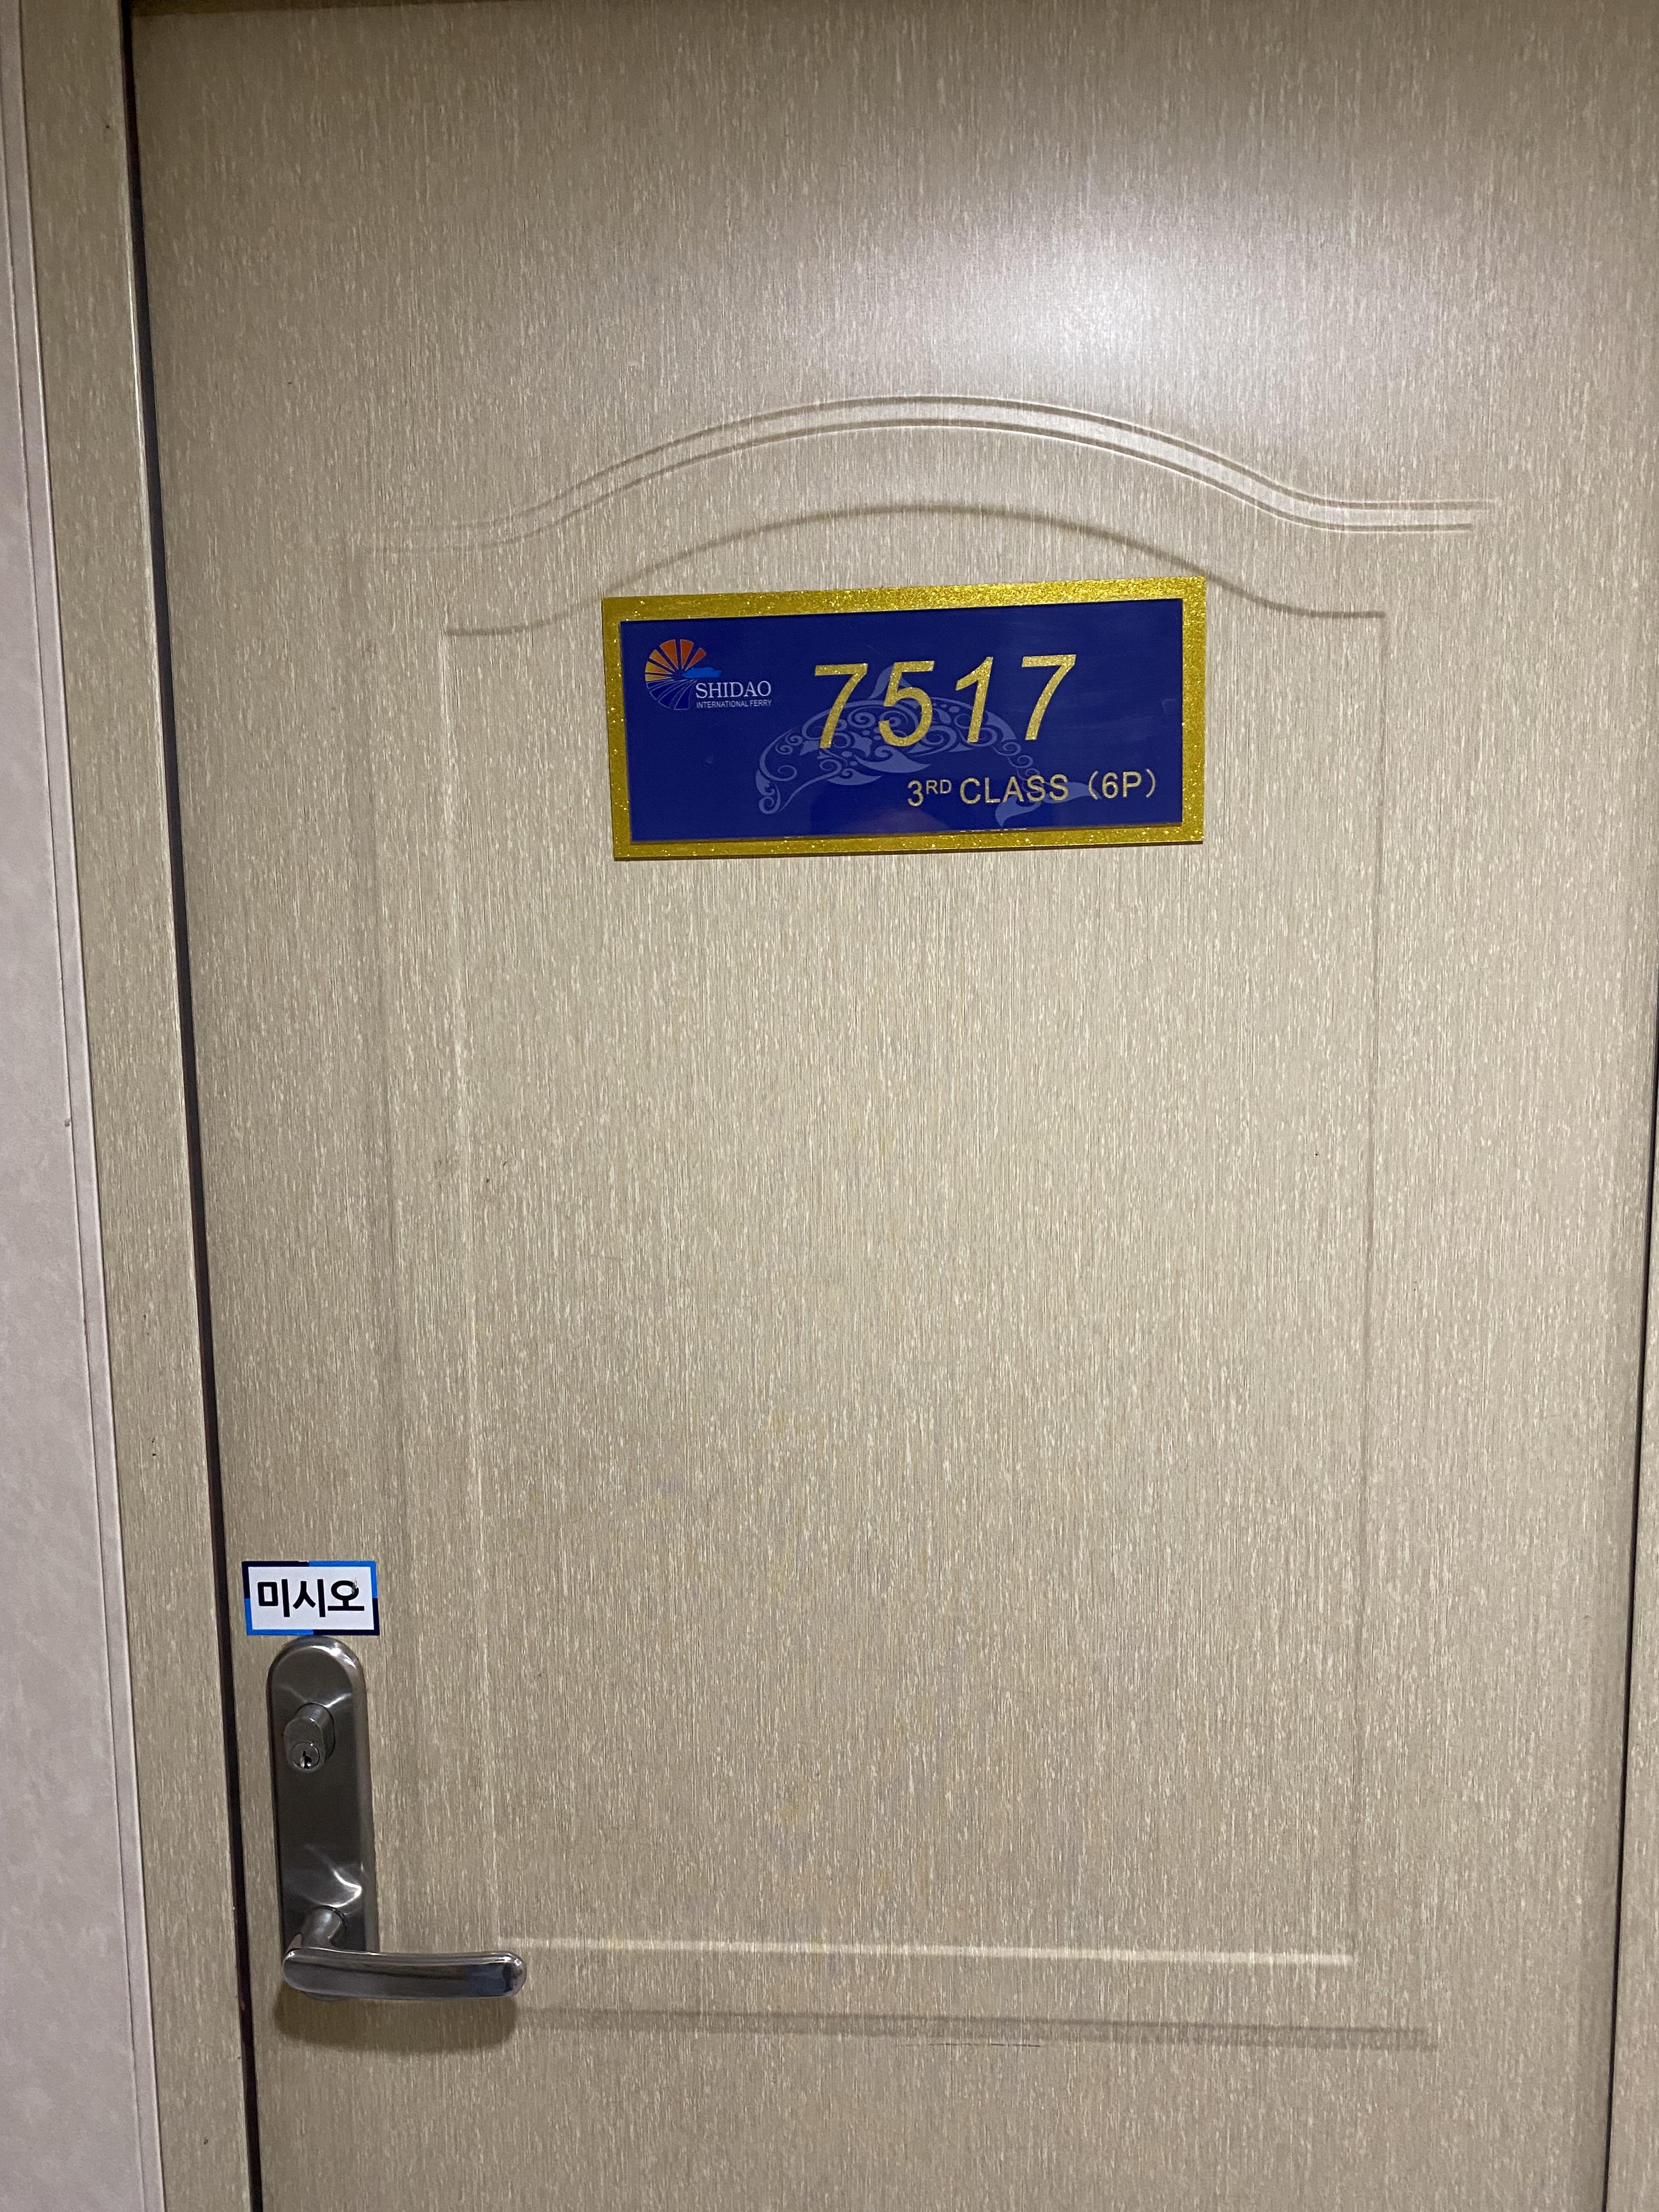 SHIDAO
INTERNATIONAL FERRY
7517
3RD CLASS (6P)
미시오